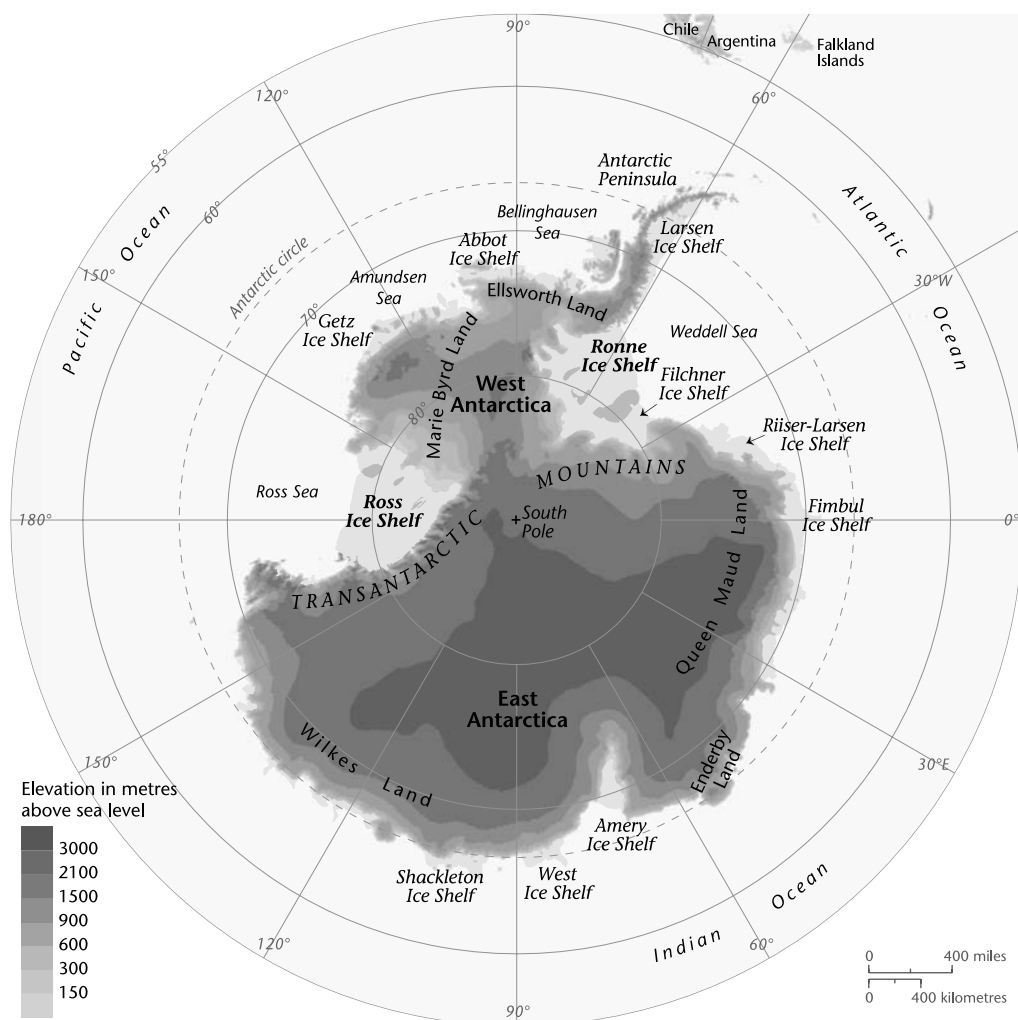 90°
Chile
Argentina
Falkland
Islands
120°
60°
55°
60°
Antarctic
Peninsula
Atlantic
Ocean
Pacific
Ocean
Antarctic circle
Bellinghausen
Sea
Larsen
Ice Shelf
Abbot
Ice Shelf
150°
Amundsen
Sea
30°W
70°
Ellsworth Land
Getz
Ice Shelf
Weddell Sea
Ronne
Ice Shelf
Marie Byrd Land
Filchner
Ice Shelf
West
Antarctica
80°
Riiser-Larsen
Ice Shelf
TRANSANTARCTIC
MOUNTAINS
Ross Sea
Ross
Ice Shelf
South
Pole
Fimbul
Ice Shelf
180°
0°
Queen Maud Land
East
Antarctica
Wilkes Land
Enderby
Land
150°
30°E
Elevation in metres
above sea level
3000
2100
1500
900
600
300
150
Amery
Ice Shelf
Shackleton
Ice Shelf
West
Ice Shelf
Indian
Ocean
120°
60°
90°
0 400 miles
0 400 kilometres